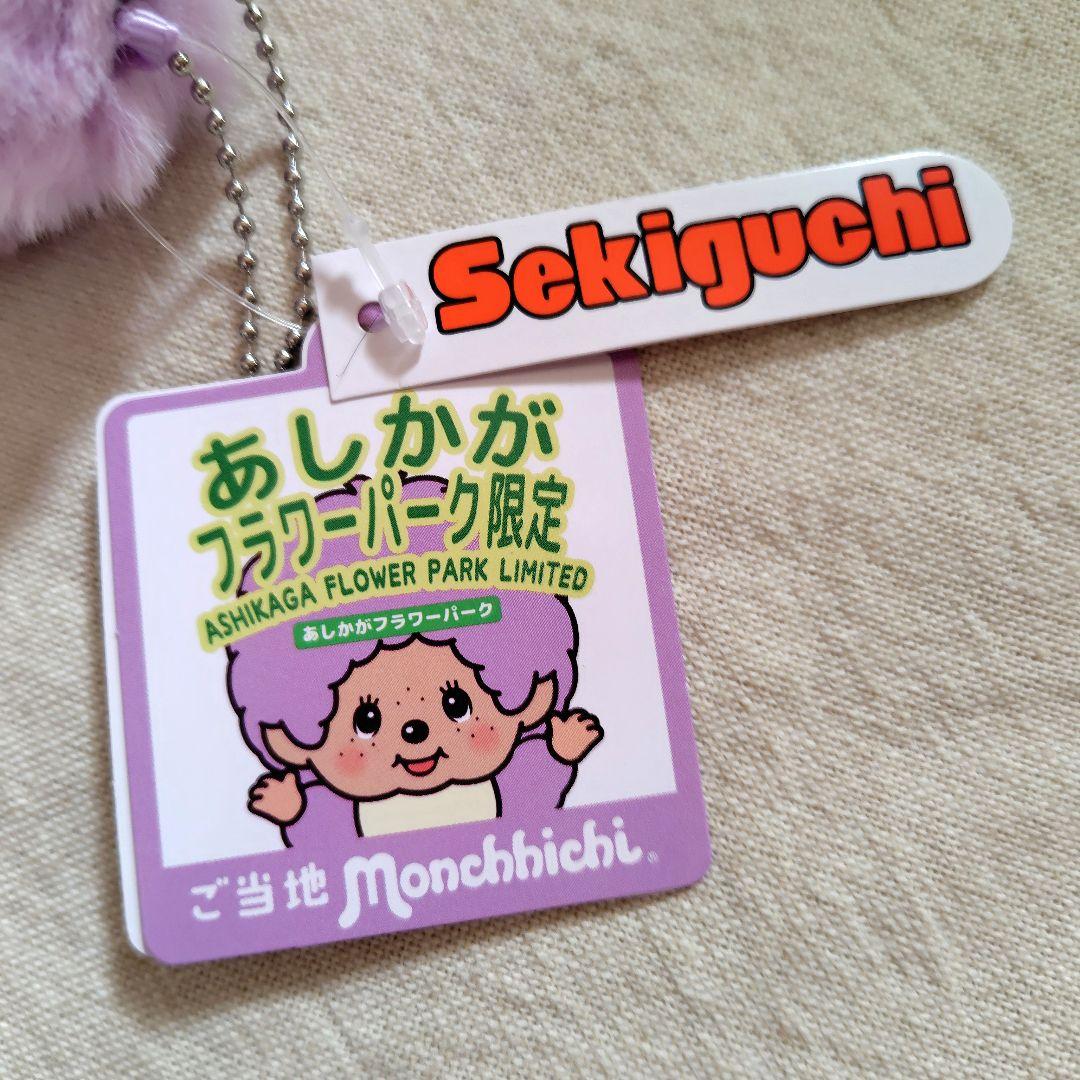 Sekiguchi
あしかが
フラワーパーク限定
ASHIKAGA FLOWER PARK LIMITED
あしかがフラワーパーク
ご当地 Monchhichi®